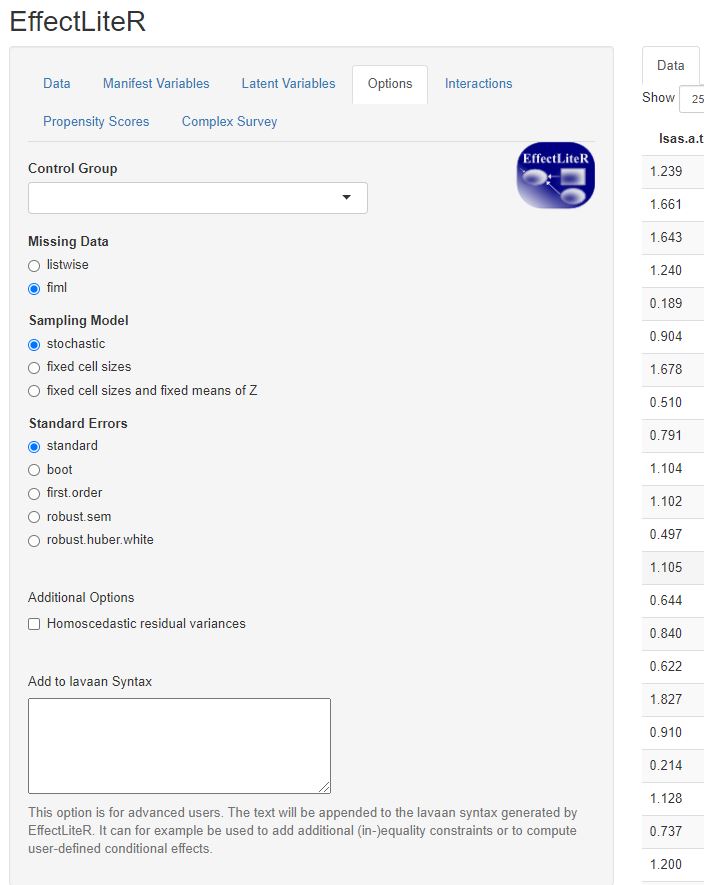 EffectLiteR
Data Manifest Variables Latent Variables Options Interactions
Propensity Scores Complex Survey
Control Group
EffectLiteR
Missing Data
listwise
fiml
Sampling Model
stochastic
fixed cell sizes
fixed cell sizes and fixed means of Z
Standard Errors
standard
boot
first.order
robust.sem
robust.huber.white
Additional Options
Homoscedastic residual variances
Add to lavaan Syntax
This option is for advanced users. The text will be appended to the lavaan syntax generated by
EffectLiteR. It can for example be used to add additional (in-)equality constraints or to compute
user-defined conditional effects.
Data
Show 25
lsas.a.t
1.239
1.661
1.643
1.240
0.189
0.904
1.678
0.510
0.791
1.104
1.102
0.497
1.105
0.644
0.840
0.622
1.827
0.910
0.214
1.128
0.737
1.200